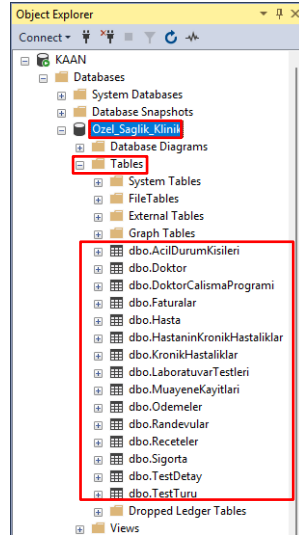 Object Explorer
Connect
KAAN
Databases
System Databases
Database Snapshots
Ozel_Saglik_Klinik
Database Diagrams
Tables
System Tables
FileTables
External Tables
Graph Tables
dbo.AcilDurumKisileri
dbo.Doktor
dbo.DoktorCalismaProgrami
dbo.Faturalar
dbo.Hasta
dbo.HastaninKronikHastaliklar
dbo.KronikHastaliklar
dbo.LaboratuvarTestleri
dbo.MuayeneKayitlari
dbo.Odemeler
dbo.Randevular
dbo.Receteler
dbo.Sigorta
dbo.TestDetay
dbo.TestTuru
Dropped Ledger Tables
Views